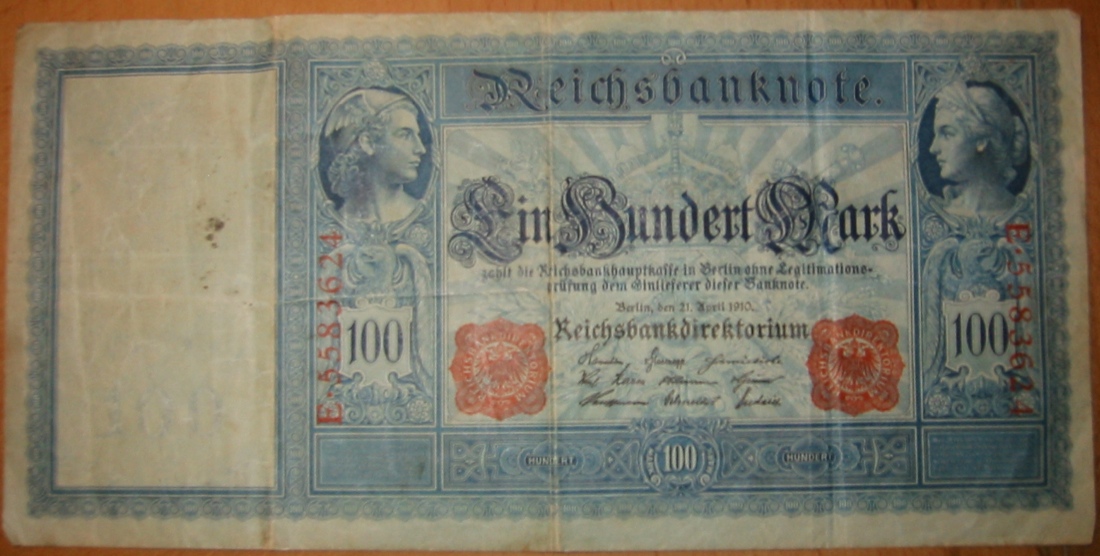 Reichsbanknote.
Ein Hundert Mark
zahlt die Reichsbankhauptkasse in Berlin ohne Legitimations-
prüfung dem Einlieferer dieser Banknote.
Berlin, den 21. April 1910.
Reichsbankdirektorium
E·5583624
E·5583624
100
100
HUNDERT
100
HUNDERT